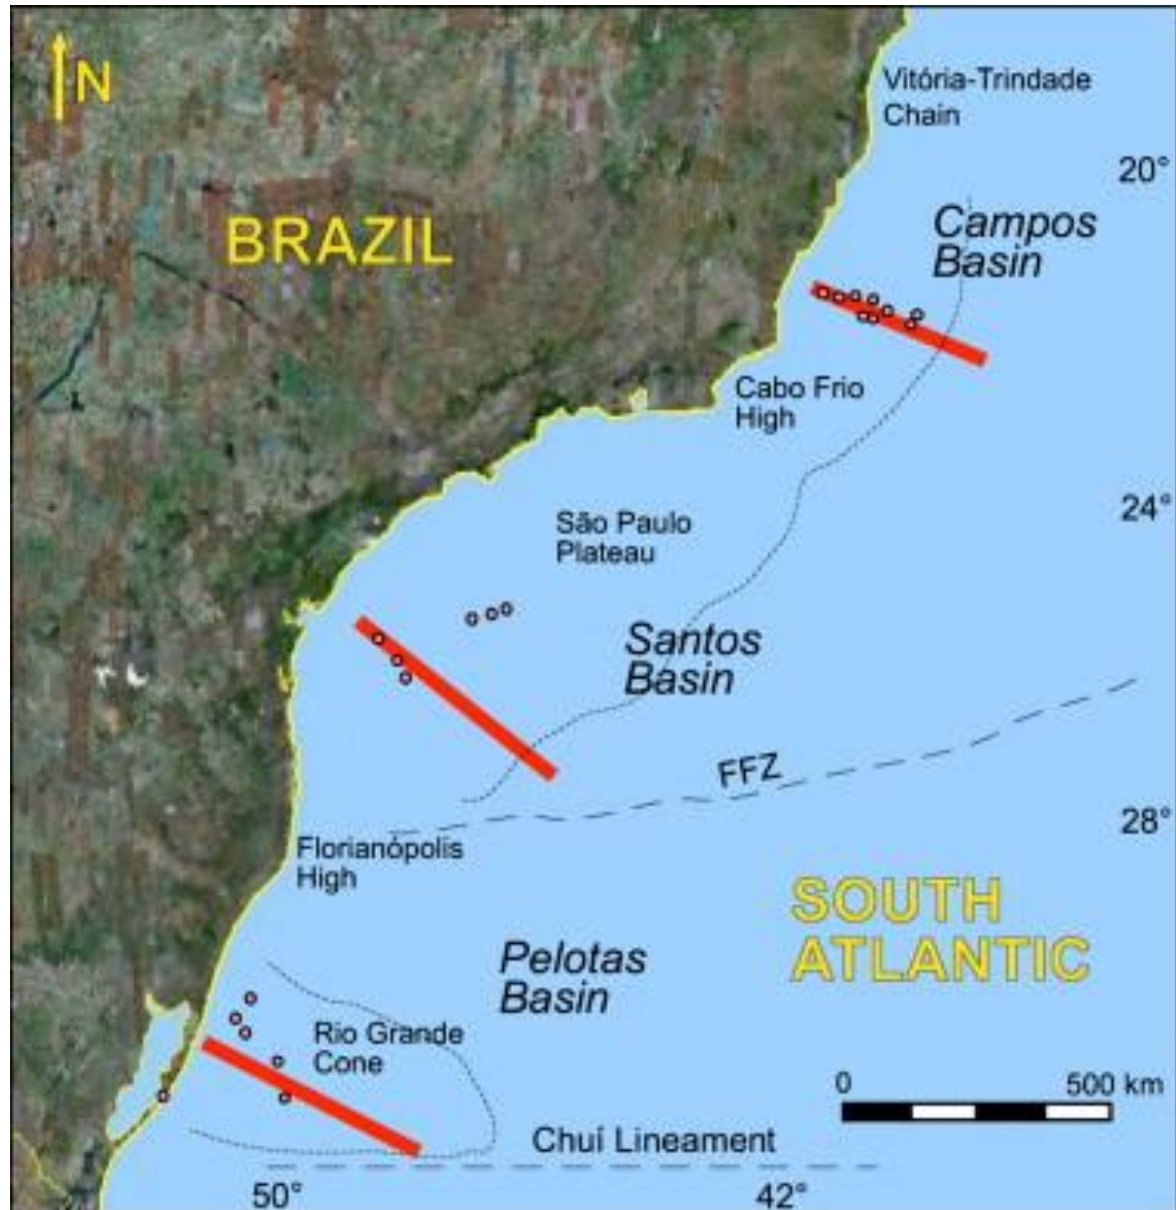 N
Vitória-Trindade
Chain
20°
BRAZIL
Campos
Basin
Cabo Frio
High
24°
São Paulo
Plateau
Santos
Basin
FFZ
28°
Florianópolis
High
SOUTH
ATLANTIC
Pelotas
Basin
Rio Grande
Cone
0 500 km
Chuí Lineament
50° 42°